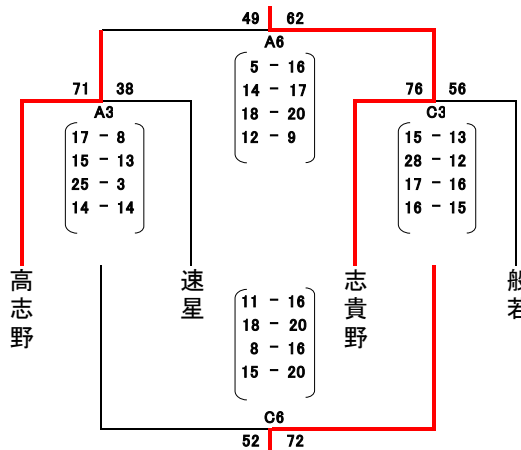 49 62
A6
5 - 16
14 - 17
18 - 20
12 - 9
71 38
A3
17 - 8
15 - 13
25 - 3
14 - 14
76 56
C3
15 - 13
28 - 12
17 - 16
16 - 15
高志野
速星
志貴野
般若
11 - 16
18 - 20
8 - 16
15 - 20
C6
52 72